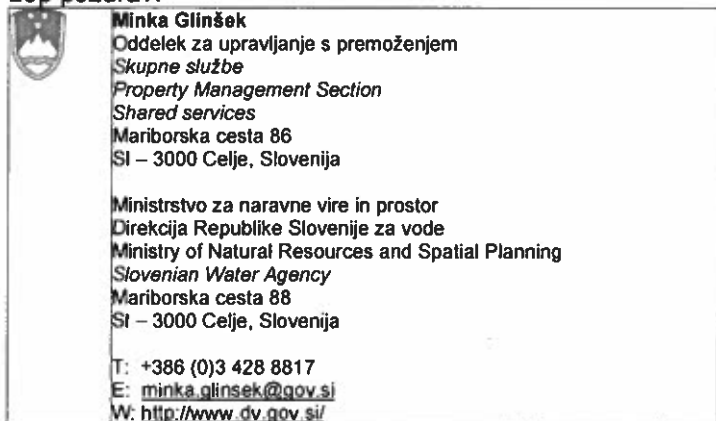 Lep pozdrav
Minka Glinšek
Oddelek za upravljanje s premoženjem
Skupne službe
Property Management Section
Shared services
Mariborska cesta 86
SI – 3000 Celje, Slovenija
Ministrstvo za naravne vire in prostor
Direkcija Republike Slovenije za vode
Ministry of Natural Resources and Spatial Planning
Slovenian Water Agency
Mariborska cesta 88
SI – 3000 Celje, Slovenija
T: +386 (0)3 428 8817
E: minka.glinsek@gov.si
W: http://www.dv.gov.si/